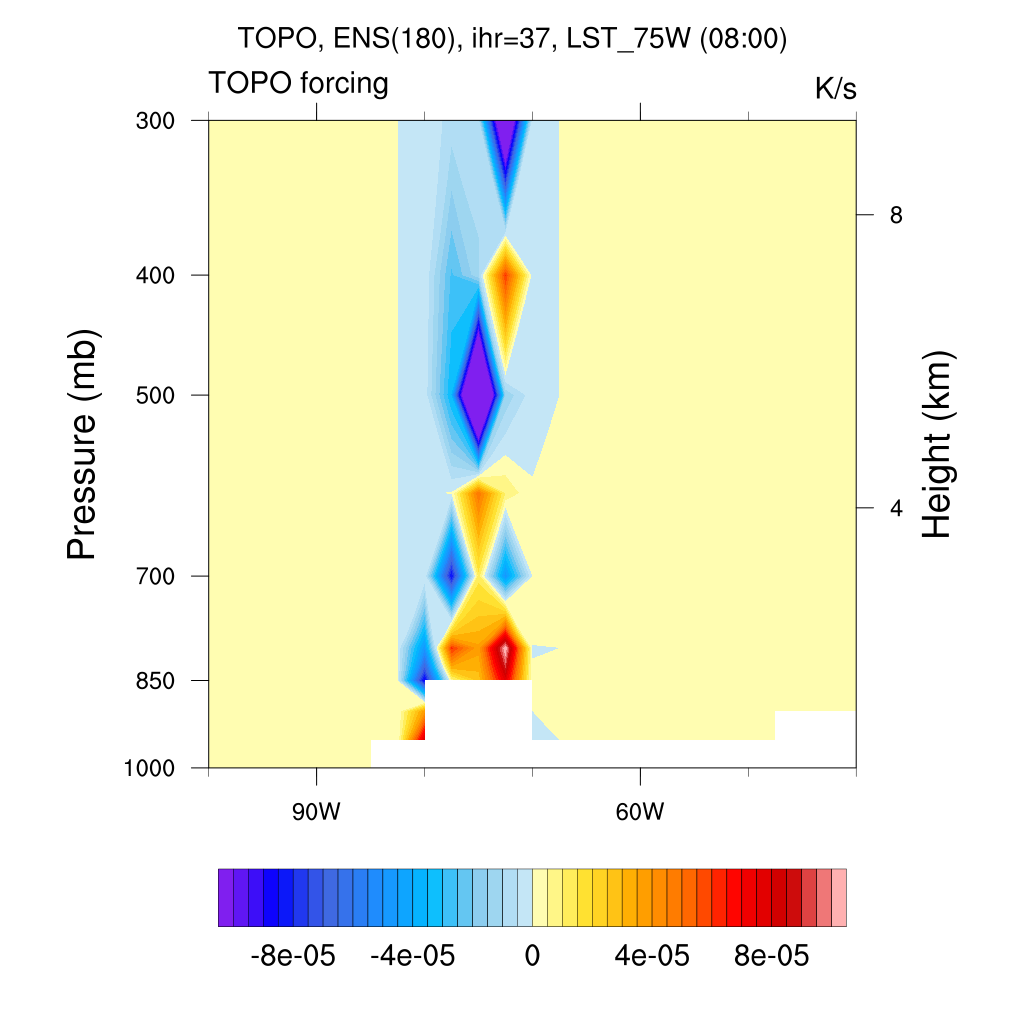 TOPO, ENS(180), ihr=37, LST_75W (08:00)
TOPO forcing K/s
300
8
400
Pressure (mb)
500
Height (km)
4
700
850
1000
90W 60W
-8e-05 -4e-05 0 4e-05 8e-05